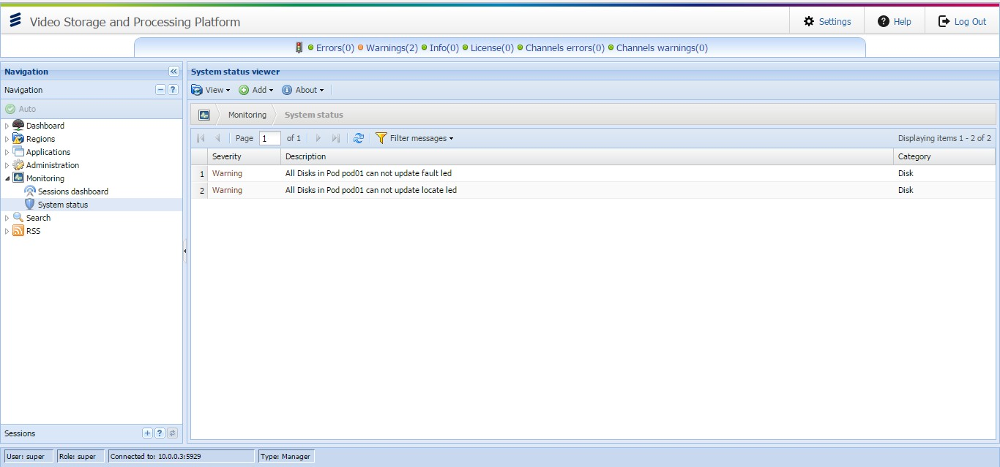 Video Storage and Processing Platform
Settings
Help
Log Out
Errors(0) Warnings(2) Info(0) License(0) Channels errors(0) Channels warnings(0)
Navigation
Navigation
Auto
Dashboard
Regions
Applications
Administration
Monitoring
Sessions dashboard
System status
Search
RSS
Sessions
System status viewer
View Add About
Monitoring System status
Page 1 of 1 Filter messages Displaying items 1 - 2 of 2
Severity Description Category
1 Warning All Disks in Pod pod01 can not update fault led Disk
2 Warning All Disks in Pod pod01 can not update locate led Disk
User: super Role: super Connected to: 10.0.0.3:5929 Type: Manager